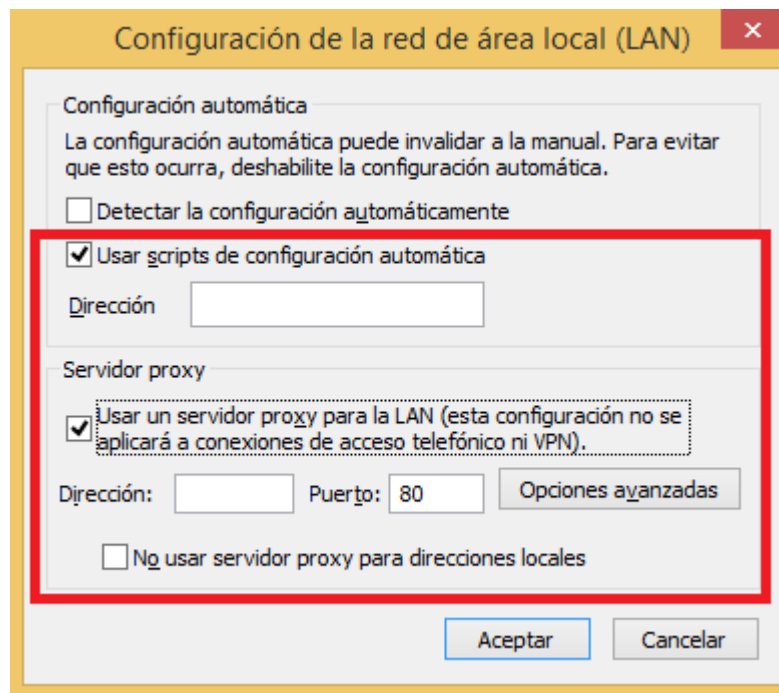 Configuración de la red de área local (LAN)
Configuración automática
La configuración automática puede invalidar a la manual. Para evitar
que esto ocurra, deshabilite la configuración automática.
Detectar la configuración automáticamente
Usar scripts de configuración automática
Dirección
Servidor proxy
Usar un servidor proxy para la LAN (esta configuración no se
aplicará a conexiones de acceso telefónico ni VPN).
Dirección: Puerto: 80 Opciones avanzadas
No usar servidor proxy para direcciones locales
Aceptar Cancelar